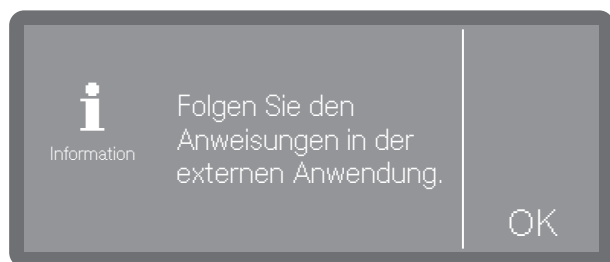 Information
Folgen Sie den
Anweisungen in der
externen Anwendung.
OK